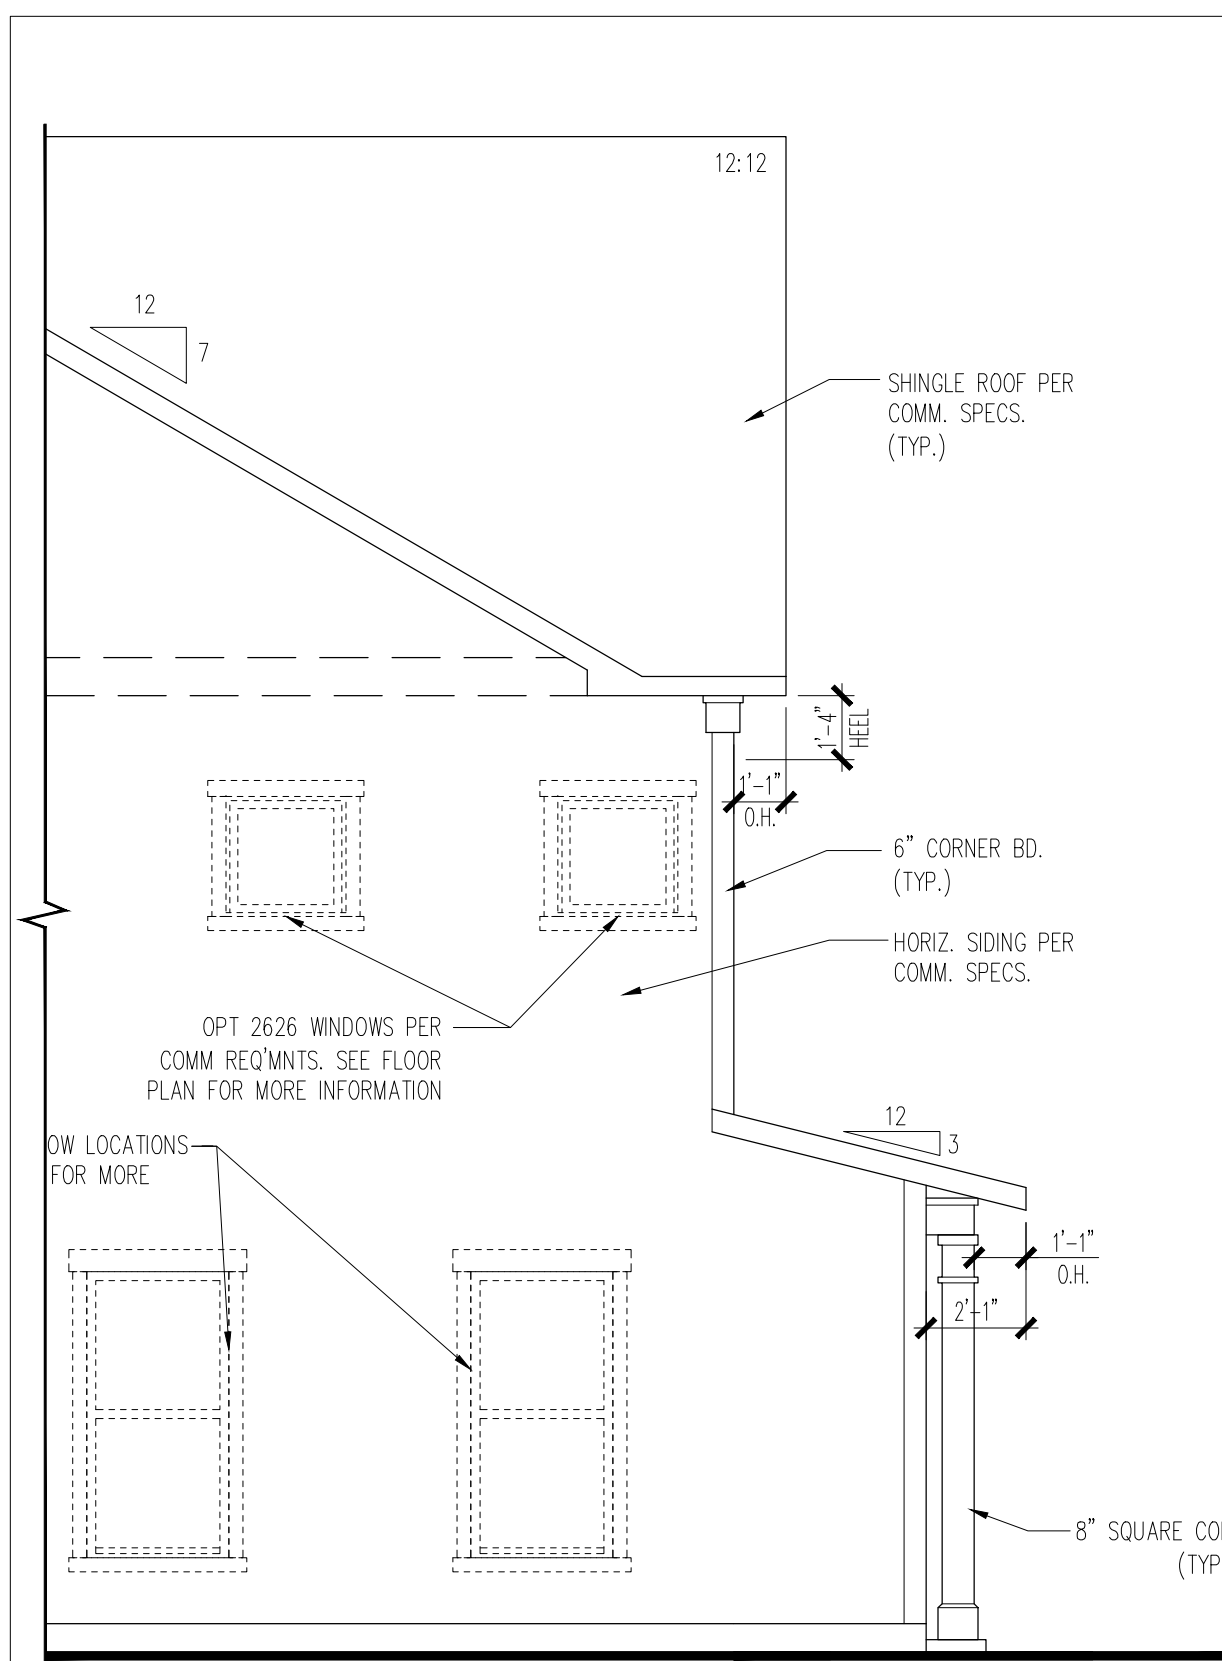 12:12
12
7
SHINGLE ROOF PER
COMM. SPECS.
(TYP.)
1'-4"
HEEL
1'-1"
O.H.
6" CORNER BD.
(TYP.)
HORIZ. SIDING PER
COMM. SPECS.
OPT 2626 WINDOWS PER
COMM REQ'MNTS. SEE FLOOR
PLAN FOR MORE INFORMATION
OW LOCATIONS
FOR MORE
12
3
1'-1"
O.H.
2'-1"
8" SQUARE CO
(TYP